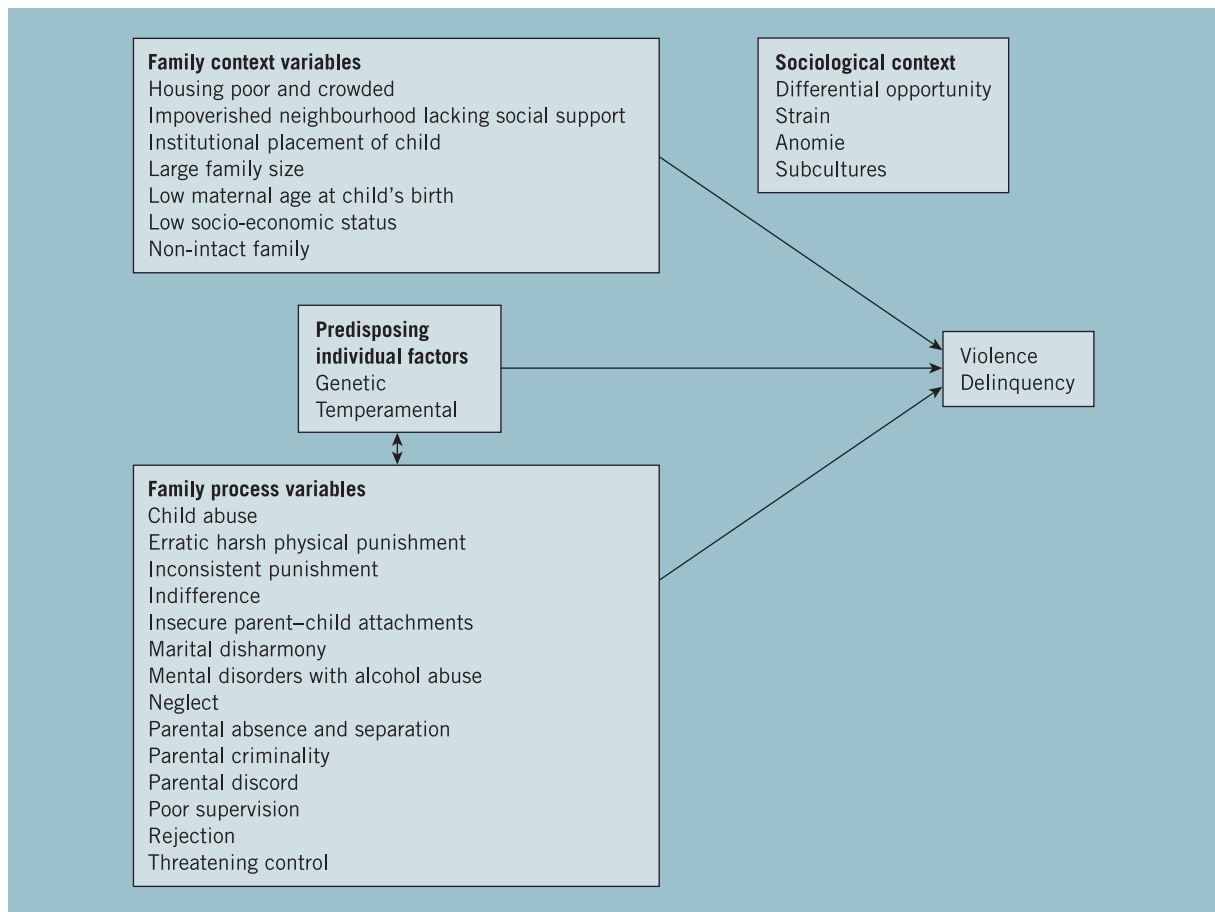 Family context variables
Housing poor and crowded
Impoverished neighbourhood lacking social support
Institutional placement of child
Large family size
Low maternal age at child's birth
Low socio-economic status
Non-intact family
Sociological context
Differential opportunity
Strain
Anomie
Subcultures
Predisposing
individual factors
Genetic
Temperamental
Violence
Delinquency
Family process variables
Child abuse
Erratic harsh physical punishment
Inconsistent punishment
Indifference
Insecure parent–child attachments
Marital disharmony
Mental disorders with alcohol abuse
Neglect
Parental absence and separation
Parental criminality
Parental discord
Poor supervision
Rejection
Threatening control